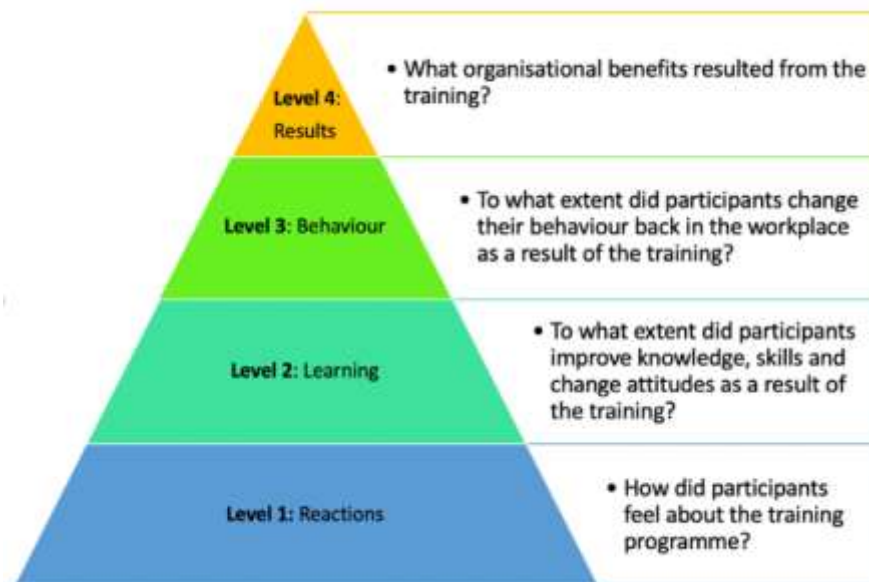 Level 4:
Results
• What organisational benefits resulted from the
training?
Level 3: Behaviour
• To what extent did participants change
their behaviour back in the workplace
as a result of the training?
Level 2: Learning
• To what extent did participants
improve knowledge, skills and
change attitudes as a result of
the training?
Level 1: Reactions
• How did participants
feel about the training
programme?